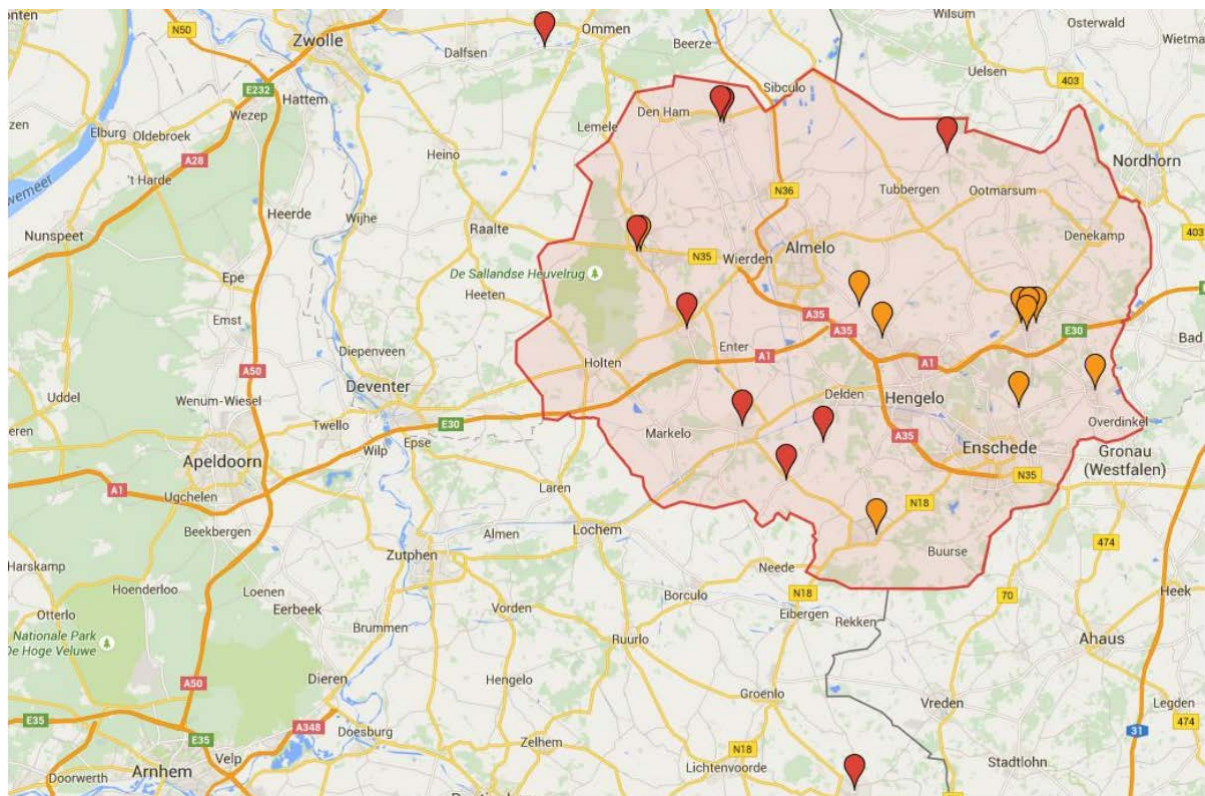 onten
N50
Zwolle
Dalfsen
Ommen
Beerze
Wilsum
Osterwald
Wietma
Uelsen
403
E232
Hattem
Wezep
Sibculo
Den Ham
zen
Elburg
Oldebroek
A28
Lemele
Heino
't Harde
Nordhorn
N36
Tubbergen
Ootmarsum
wemeer
Heerde
Wijhe
Raalte
Nunspeet
Denekamp
403
Almelo
N35
Wierden
Epe
De Sallandse Heuvelrug
Heeten
Emst
A35
A35
E30
Bad
Diepenveen
Enter
A1
A1
Holten
A50
Uddel
Deventer
Delden
Hengelo
Wenum-Wiesel
eren
Twello
E30
Overdinkel
Epse
Wilp
Markelo
A35
Enschede
Gronau
(Westfalen)
Apeldoorn
A1
N35
Ugchelen
Laren
N18
Beekbergen
Almen
Lochem
474
Zutphen
Buurse
Harskamp
Neede
Hoenderloo
Loenen
N18
70
Heek
Eerbeek
Vorden
Borculo
Eibergen
Otterlo
Rekken
Nationale Park
De Hoge Veluwe
Brummen
Ruurlo
Ahaus
Dieren
Hengelo
A50
Groenlo
Vreden
Legden
E35
A348
474
Doesburg
31
E35
Zelhem
N18
Velp
Stadtlohn
Doorwerth
Arnhem
Lichtenvoorde